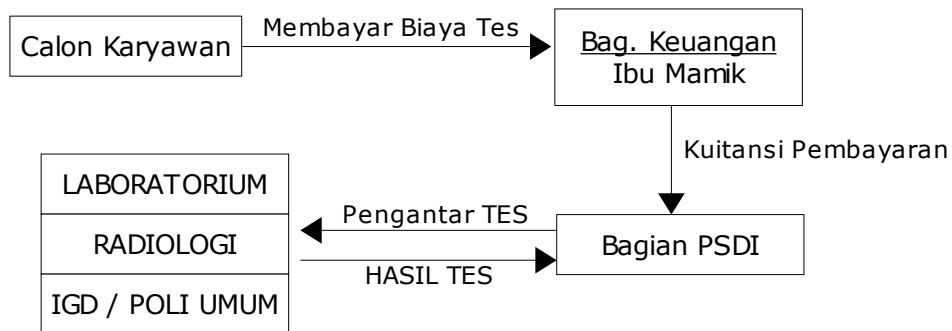 Calon Karyawan
Membayar Biaya Tes
Bag. Keuangan
Ibu Mamik
Kuitansi Pembayaran
LABORATORIUM
RADIOLOGI
IGD / POLI UMUM
Pengantar TES
HASIL TES
Bagian PSDI